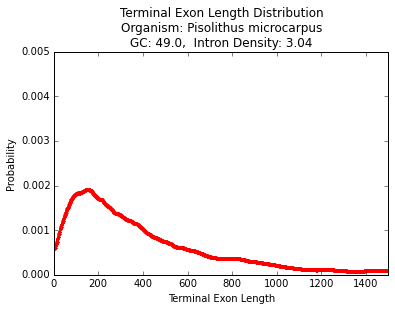 Terminal Exon Length Distribution
Organism: Pisolithus microcarpus
GC: 49.0,  Intron Density: 3.04
0.005
0.004
0.003
0.002
0.001
0.000
Probability
0 200 400 600 800 1000 1200 1400
Terminal Exon Length